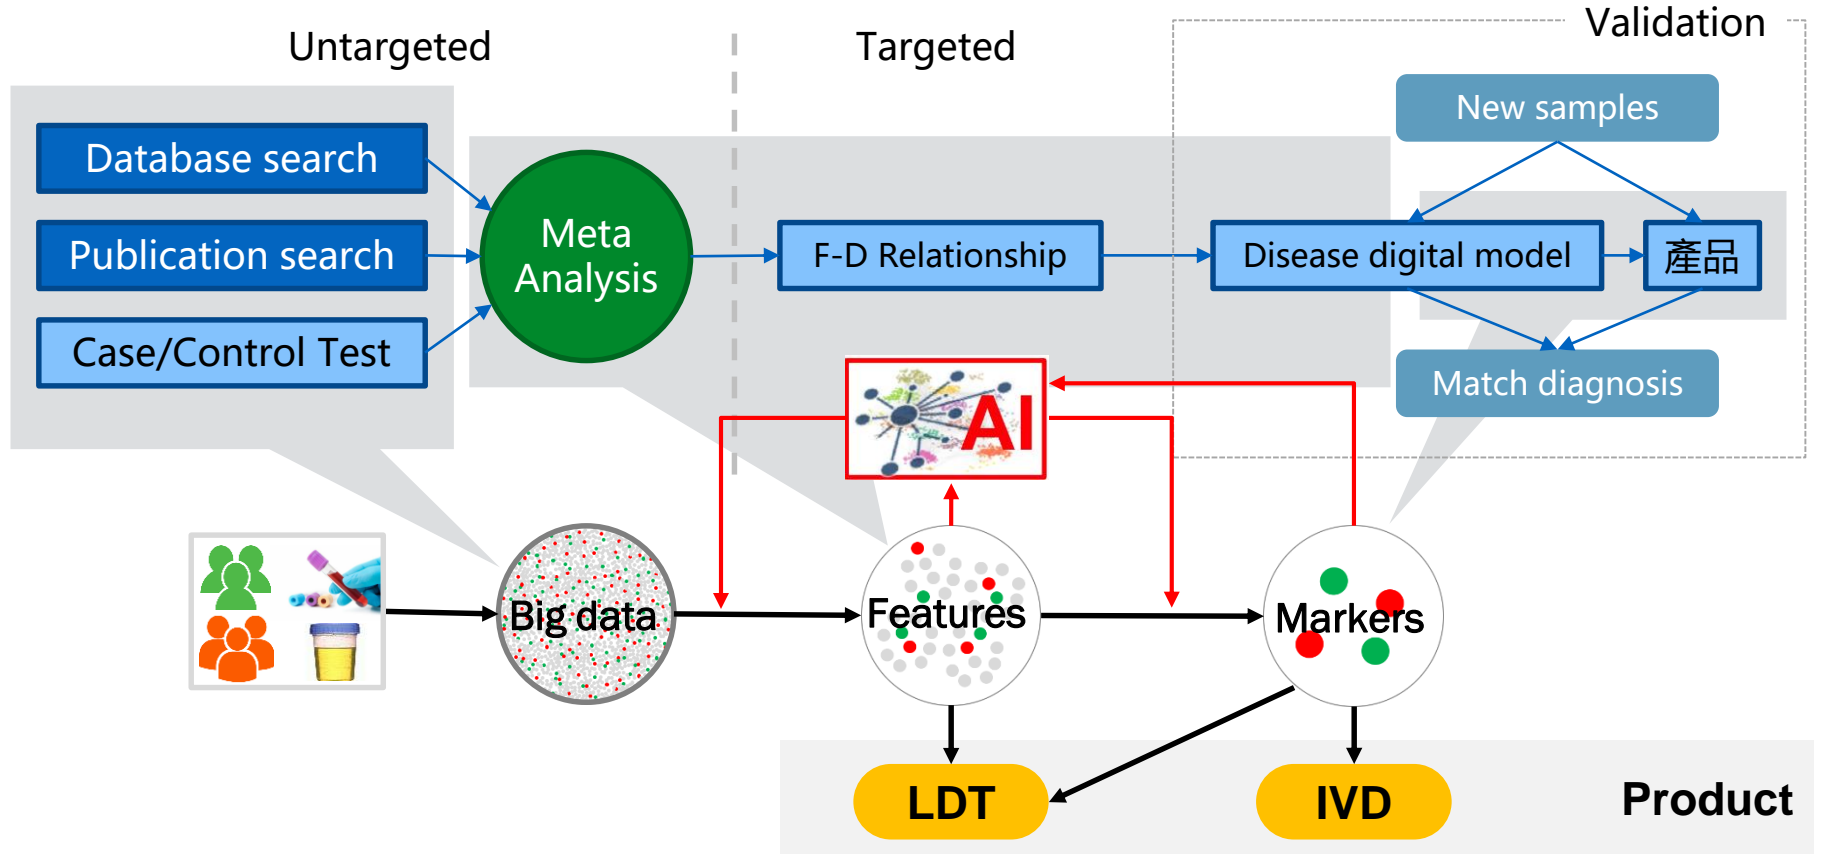 Untargeted
Targeted
Validation
New samples
Database search
Publication search
Case/Control Test
Meta
Analysis
F-D Relationship
Disease digital model
產品
Match diagnosis
AI
Big data
Features
Markers
LDT
IVD
Product